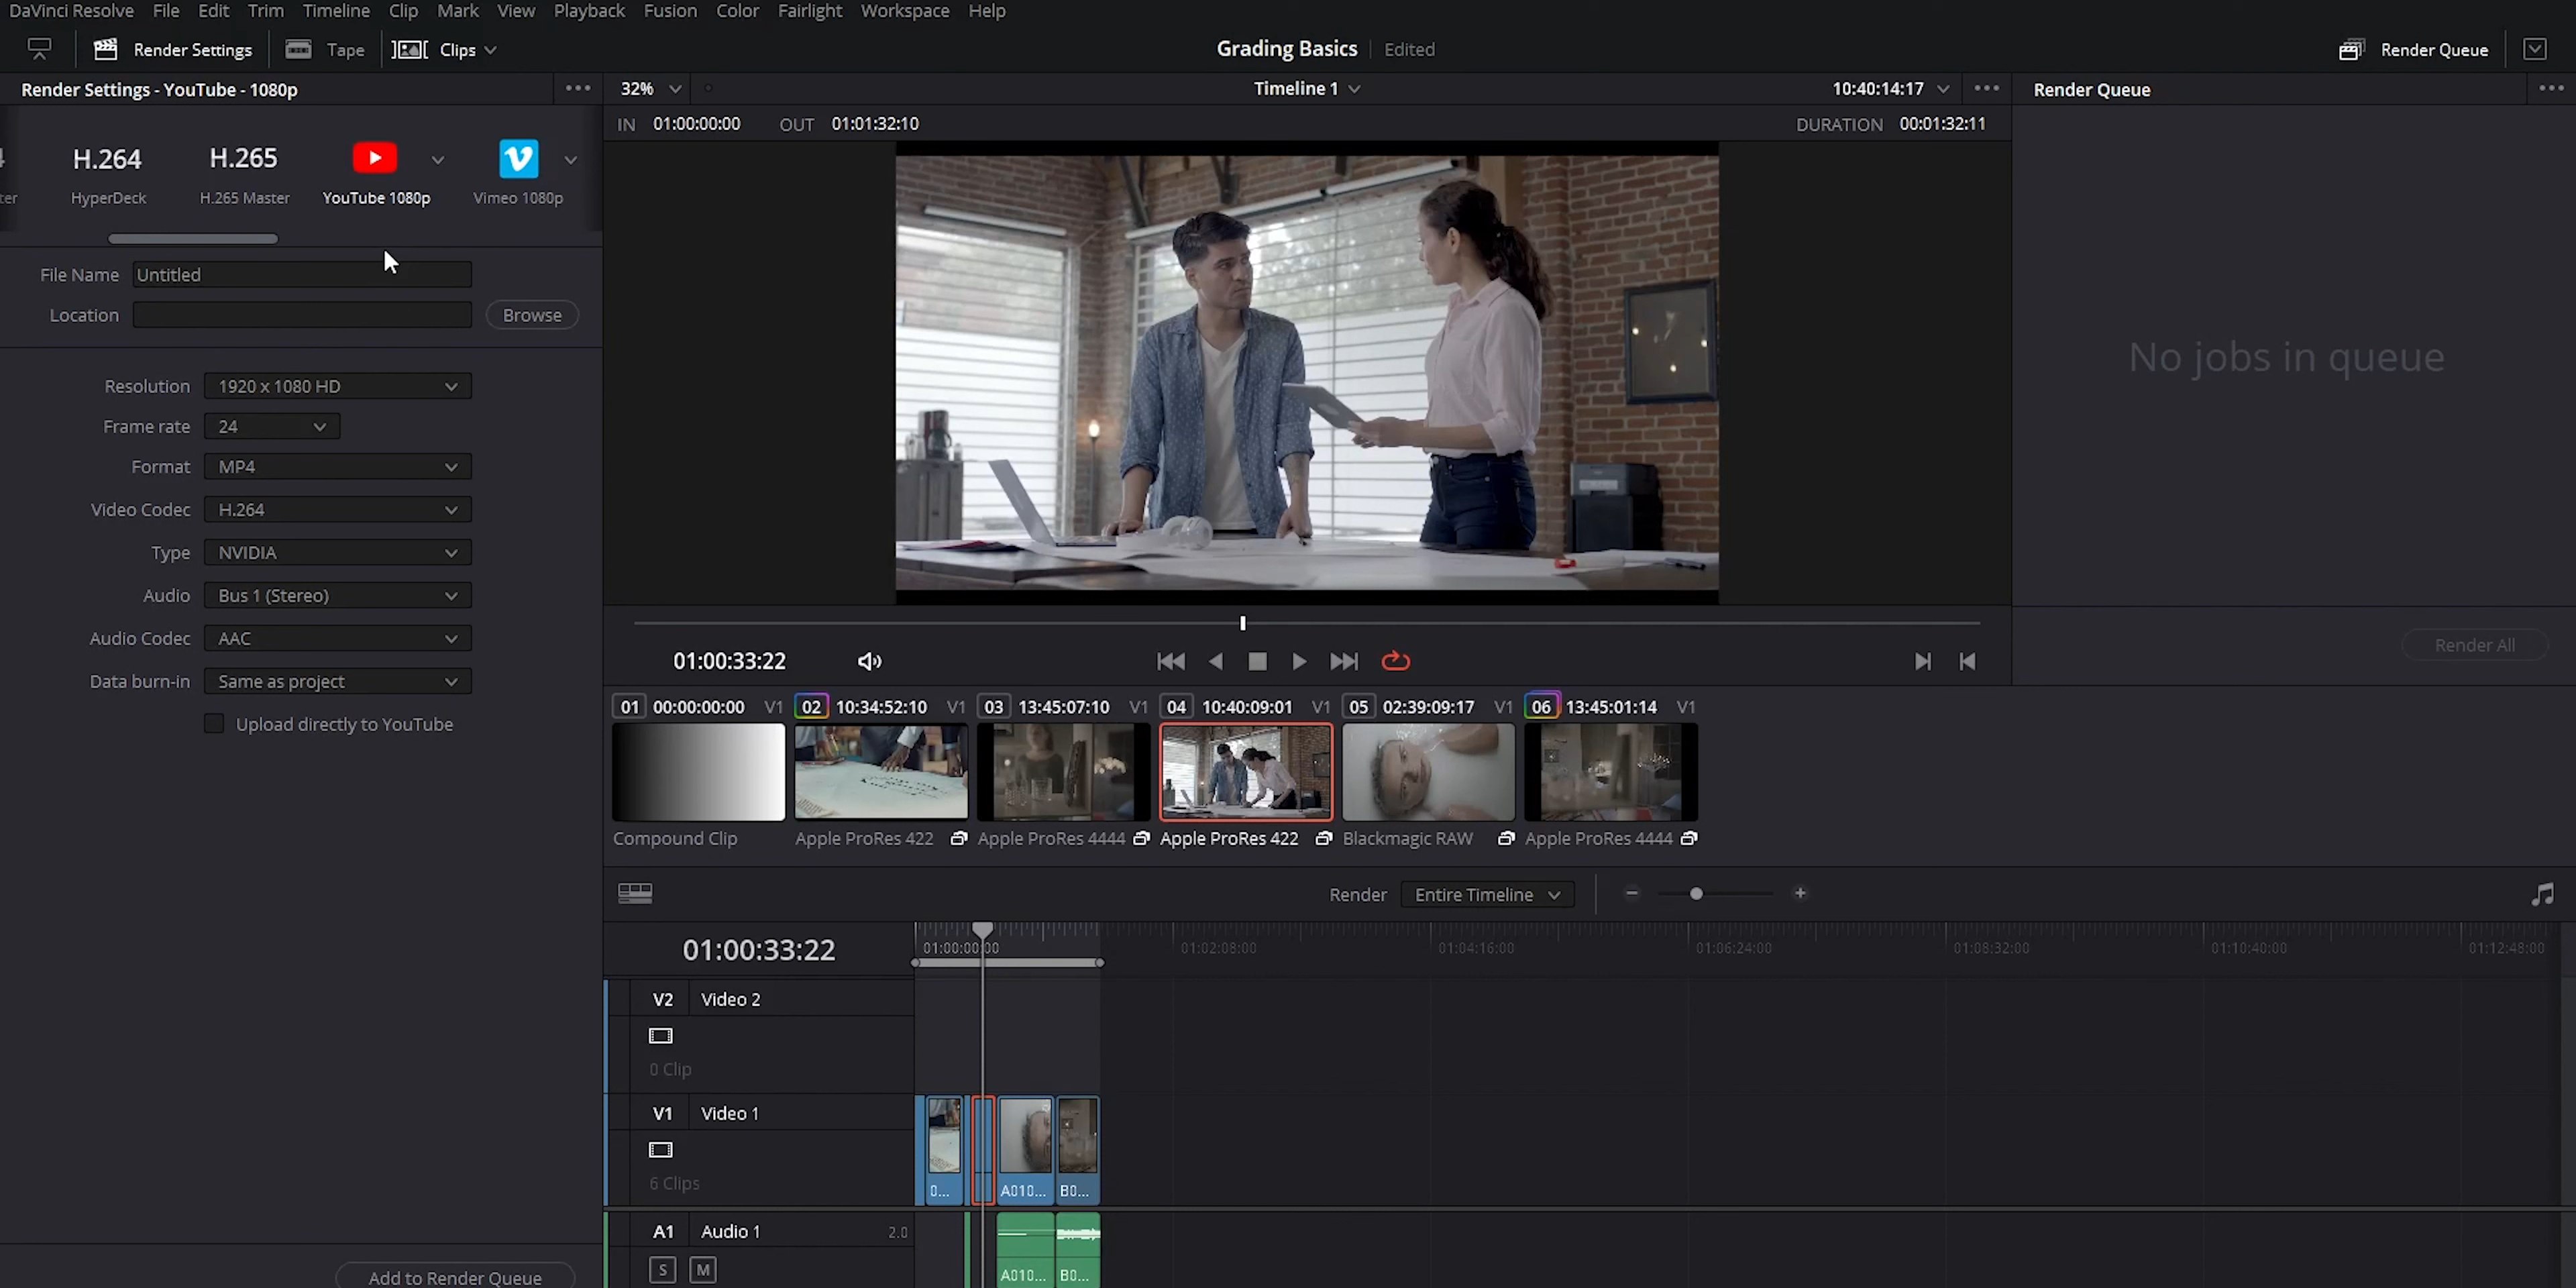 DaVinci Resolve File Edit Trim Timeline Clip Mark View Playback Fusion Color Fairlight Workspace Help
Render Settings Tape Clips Grading Basics Edited Render Queue
Render Settings - YouTube - 1080p
32% Timeline 1 10:40:14:17
Render Queue
IN 01:00:00:00 OUT 01:01:32:10 DURATION 00:01:32:11
H.264 H.265
ter HyperDeck H.265 Master YouTube 1080p Vimeo 1080p
File Name Untitled
Location Browse
Resolution 1920 x 1080 HD
Frame rate 24
Format MP4
Video Codec H.264
Type NVIDIA
Audio Bus 1 (Stereo)
Audio Codec AAC
Data burn-in Same as project
Upload directly to YouTube
Add to Render Queue
No jobs in queue
Render All
01:00:33:22
01 00:00:00:00 V1 02 10:34:52:10 V1 03 13:45:07:10 V1 04 10:40:09:01 V1 05 02:39:09:17 V1 06 13:45:01:14 V1
Compound Clip Apple ProRes 422 Apple ProRes 4444 Apple ProRes 422 Blackmagic RAW Apple ProRes 4444
Render Entire Timeline
01:00:33:22 01:00:00:00 01:02:08:00 01:04:16:00 01:06:24:00 01:08:32:00 01:10:40:00 01:12:48:00
V2 Video 2
0 Clip
V1 Video 1
6 Clips
0... A010... B0...
A1 Audio 1 2.0
S M
A010... B0...